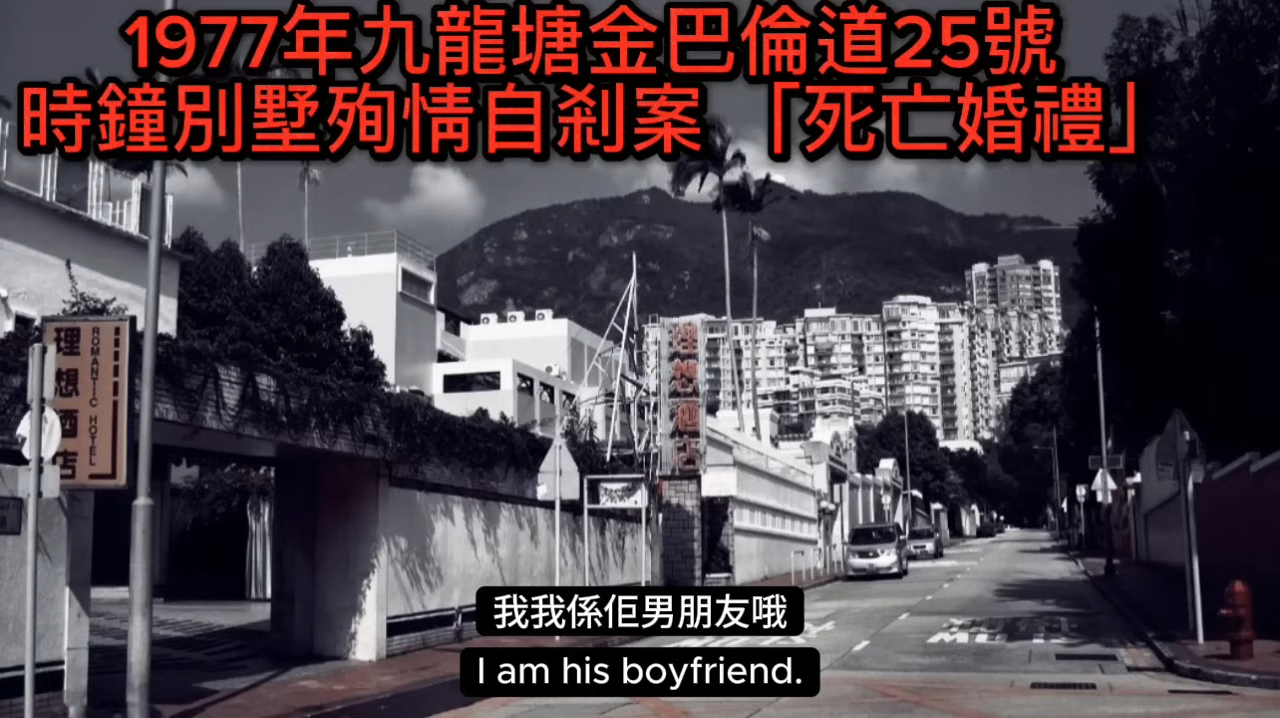 1977年九龍塘金巴倫道25號
時鐘別墅殉情自刹案 「死亡婚禮」
理想酒店
ROMANTIC HOTEL
理想酒店
我我係佢男朋友哦
I am his boyfriend.